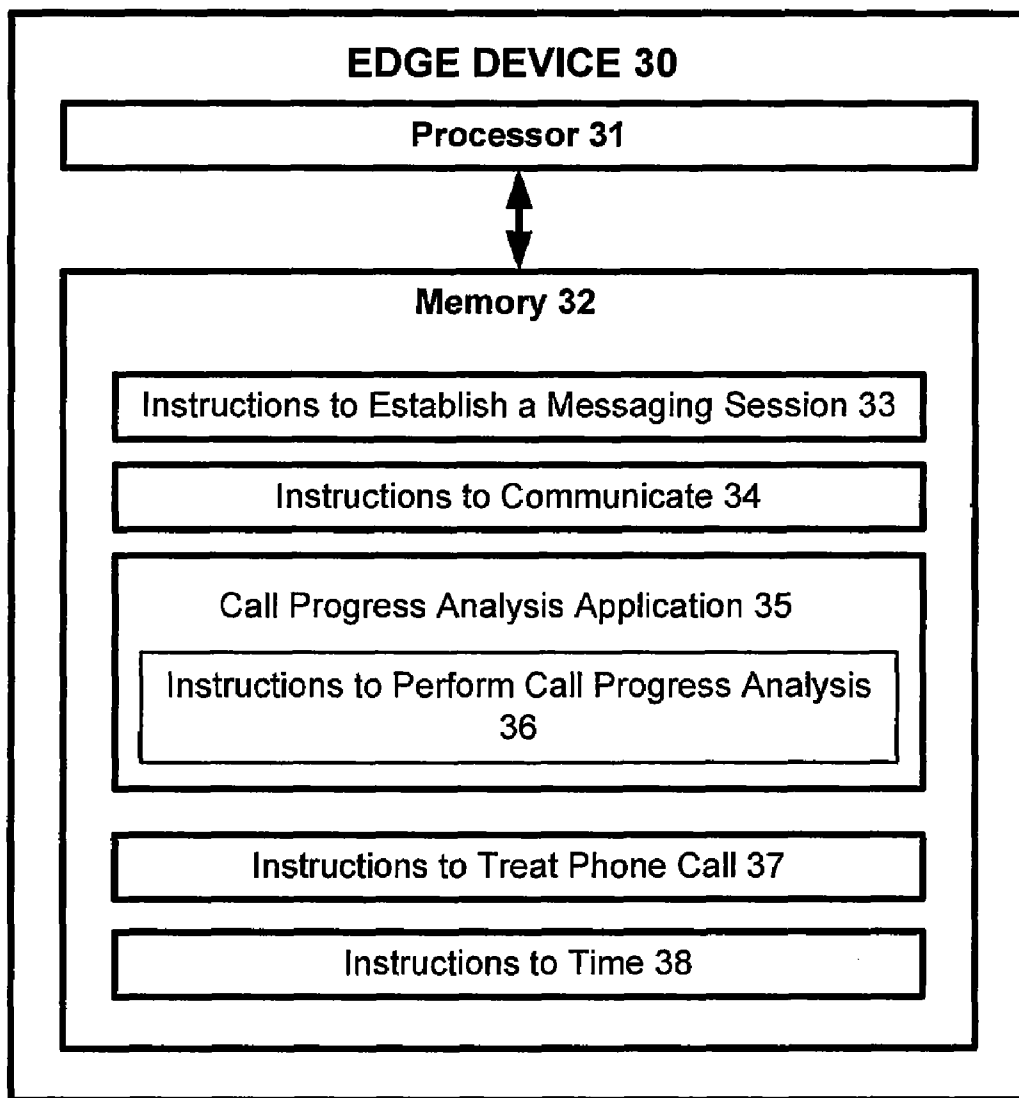 EDGE DEVICE 30
Processor 31
Memory 32
Instructions to Establish a Messaging Session 33
Instructions to Communicate 34
Call Progress Analysis Application 35
Instructions to Perform Call Progress Analysis
36
Instructions to Treat Phone Call 37
Instructions to Time 38